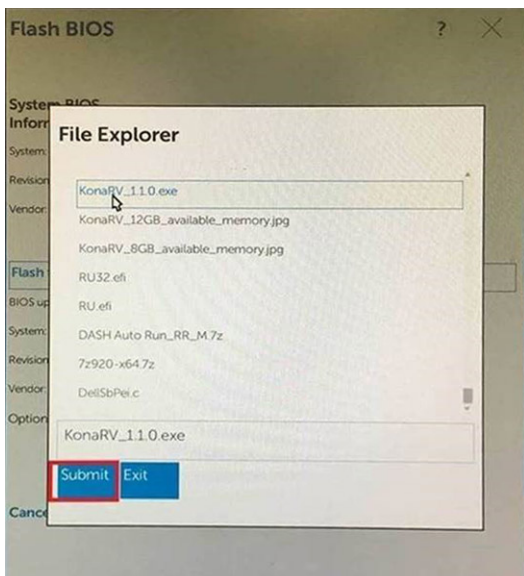 Flash BIOS ?
System BIOS
Inforr
System:
Revision
Vendor:
File Explorer
KonaRV_1.1.0.exe
KonaRV_12GB_available_memory.jpg
KonaRV_8GB_available_memory.jpg
RU32.efi
RU.efi
DASH Auto Run_RR_M.7z
7z920-x64.7z
DellSbPei.c
Flash
BIOS up
System:
Revision
Vendor:
Option
KonaRV_1.1.0.exe
Submit Exit
Cance